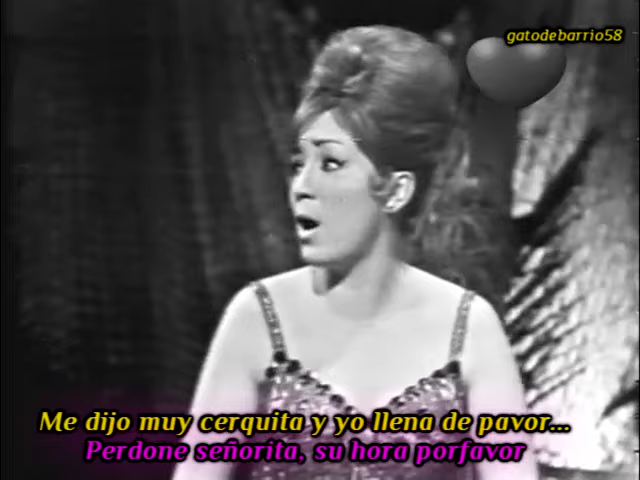 gatodebarrio58
Me dijo muy cerquita y yo llena de pavor...
Perdone señorita, su hora porfavor